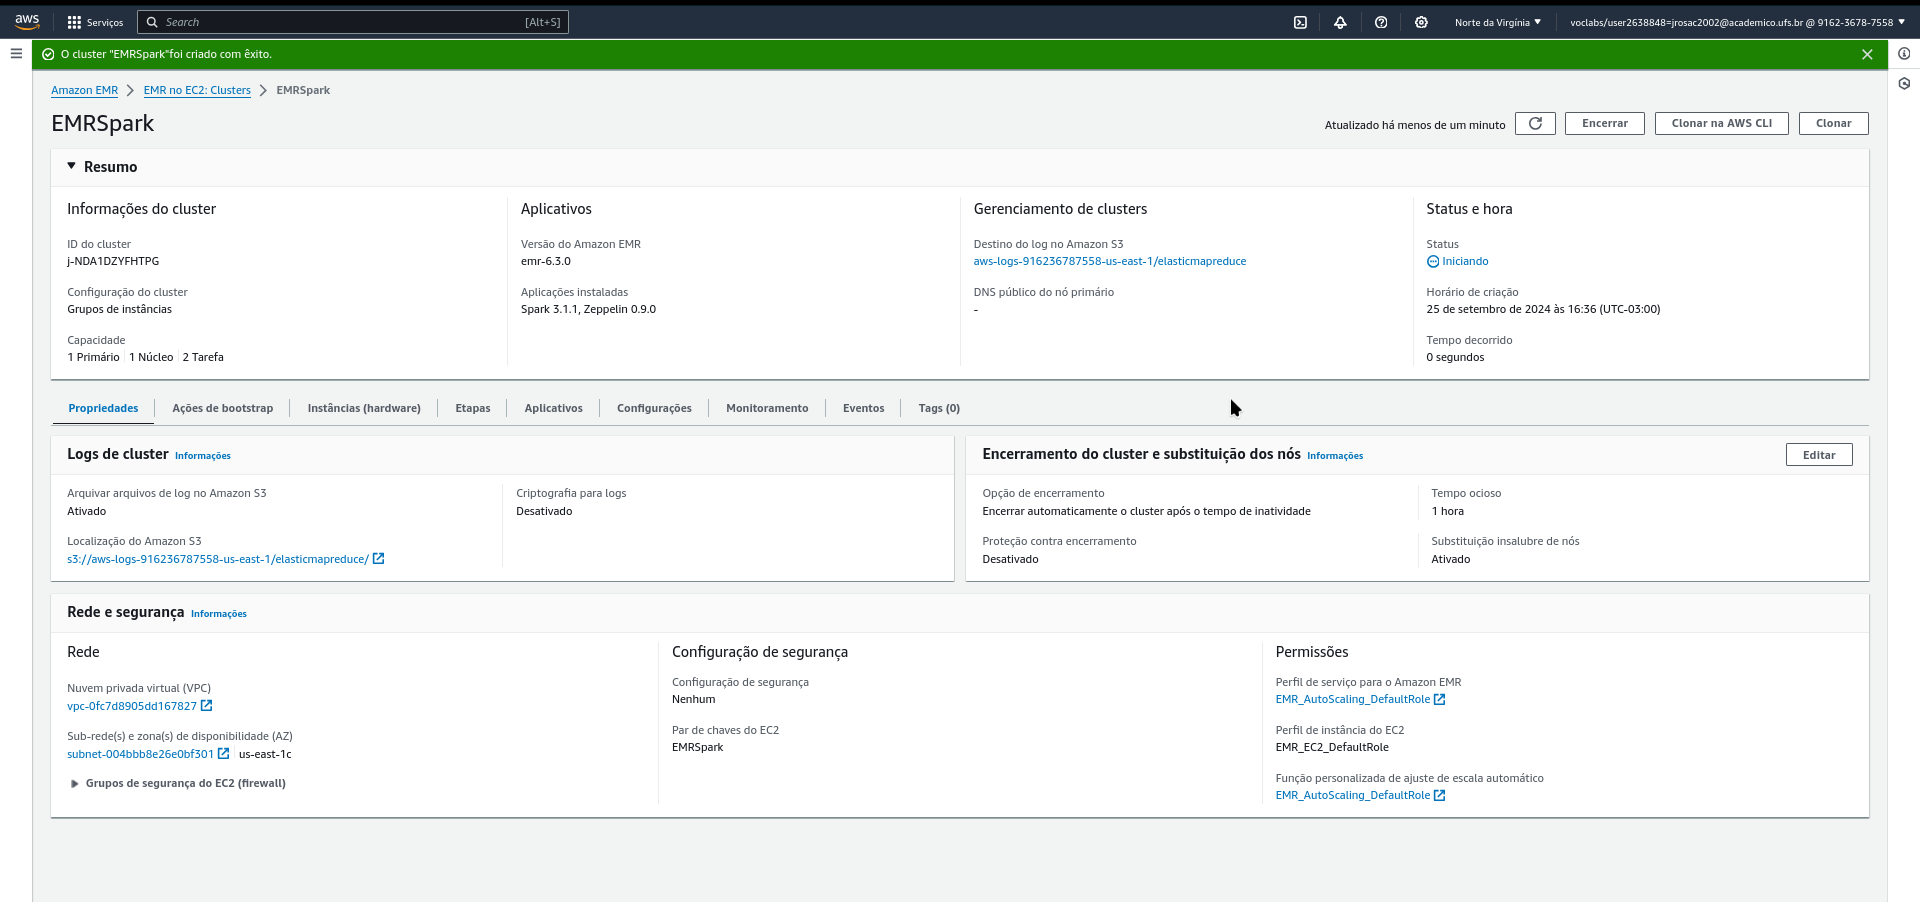 aws
Serviços
Search
[Alt+S]
Norte da Virgínia
voclabs/user2638848=jrosac2002@academico.ufs.br @ 9162-3678-7558
O cluster "EMRSpark"foi criado com êxito.
Amazon EMR
EMR no EC2: Clusters
EMRSpark
EMRSpark
Atualizado há menos de um minuto
Encerrar
Clonar na AWS CLI
Clonar
Resumo
Informações do cluster
ID do cluster
j-NDA1DZYFHTPG
Configuração do cluster
Grupos de instâncias
Capacidade
1 Primário 1 Núcleo 2 Tarefa
Aplicativos
Versão do Amazon EMR
emr-6.3.0
Aplicações instaladas
Spark 3.1.1, Zeppelin 0.9.0
Gerenciamento de clusters
Destino do log no Amazon S3
aws-logs-916236787558-us-east-1/elasticmapreduce
DNS público do nó primário
-
Status e hora
Status
Iniciando
Horário de criação
25 de setembro de 2024 às 16:36 (UTC-03:00)
Tempo decorrido
0 segundos
Propriedades
Ações de bootstrap
Instâncias (hardware)
Etapas
Aplicativos
Configurações
Monitoramento
Eventos
Tags (0)
Logs de cluster Informações
Arquivar arquivos de log no Amazon S3
Ativado
Localização do Amazon S3
s3://aws-logs-916236787558-us-east-1/elasticmapreduce/
Criptografia para logs
Desativado
Encerramento do cluster e substituição dos nós Informações
Editar
Opção de encerramento
Encerrar automaticamente o cluster após o tempo de inatividade
Proteção contra encerramento
Desativado
Tempo ocioso
1 hora
Substituição insalubre de nós
Ativado
Rede e segurança Informações
Rede
Nuvem privada virtual (VPC)
vpc-0fc7d8905dd167827
Sub-rede(s) e zona(s) de disponibilidade (AZ)
subnet-004bbb8e26e0bf301 us-east-1c
Grupos de segurança do EC2 (firewall)
Configuração de segurança
Configuração de segurança
Nenhum
Par de chaves do EC2
EMRSpark
Permissões
Perfil de serviço para o Amazon EMR
EMR_AutoScaling_DefaultRole
Perfil de instância do EC2
EMR_EC2_DefaultRole
Função personalizada de ajuste de escala automático
EMR_AutoScaling_DefaultRole